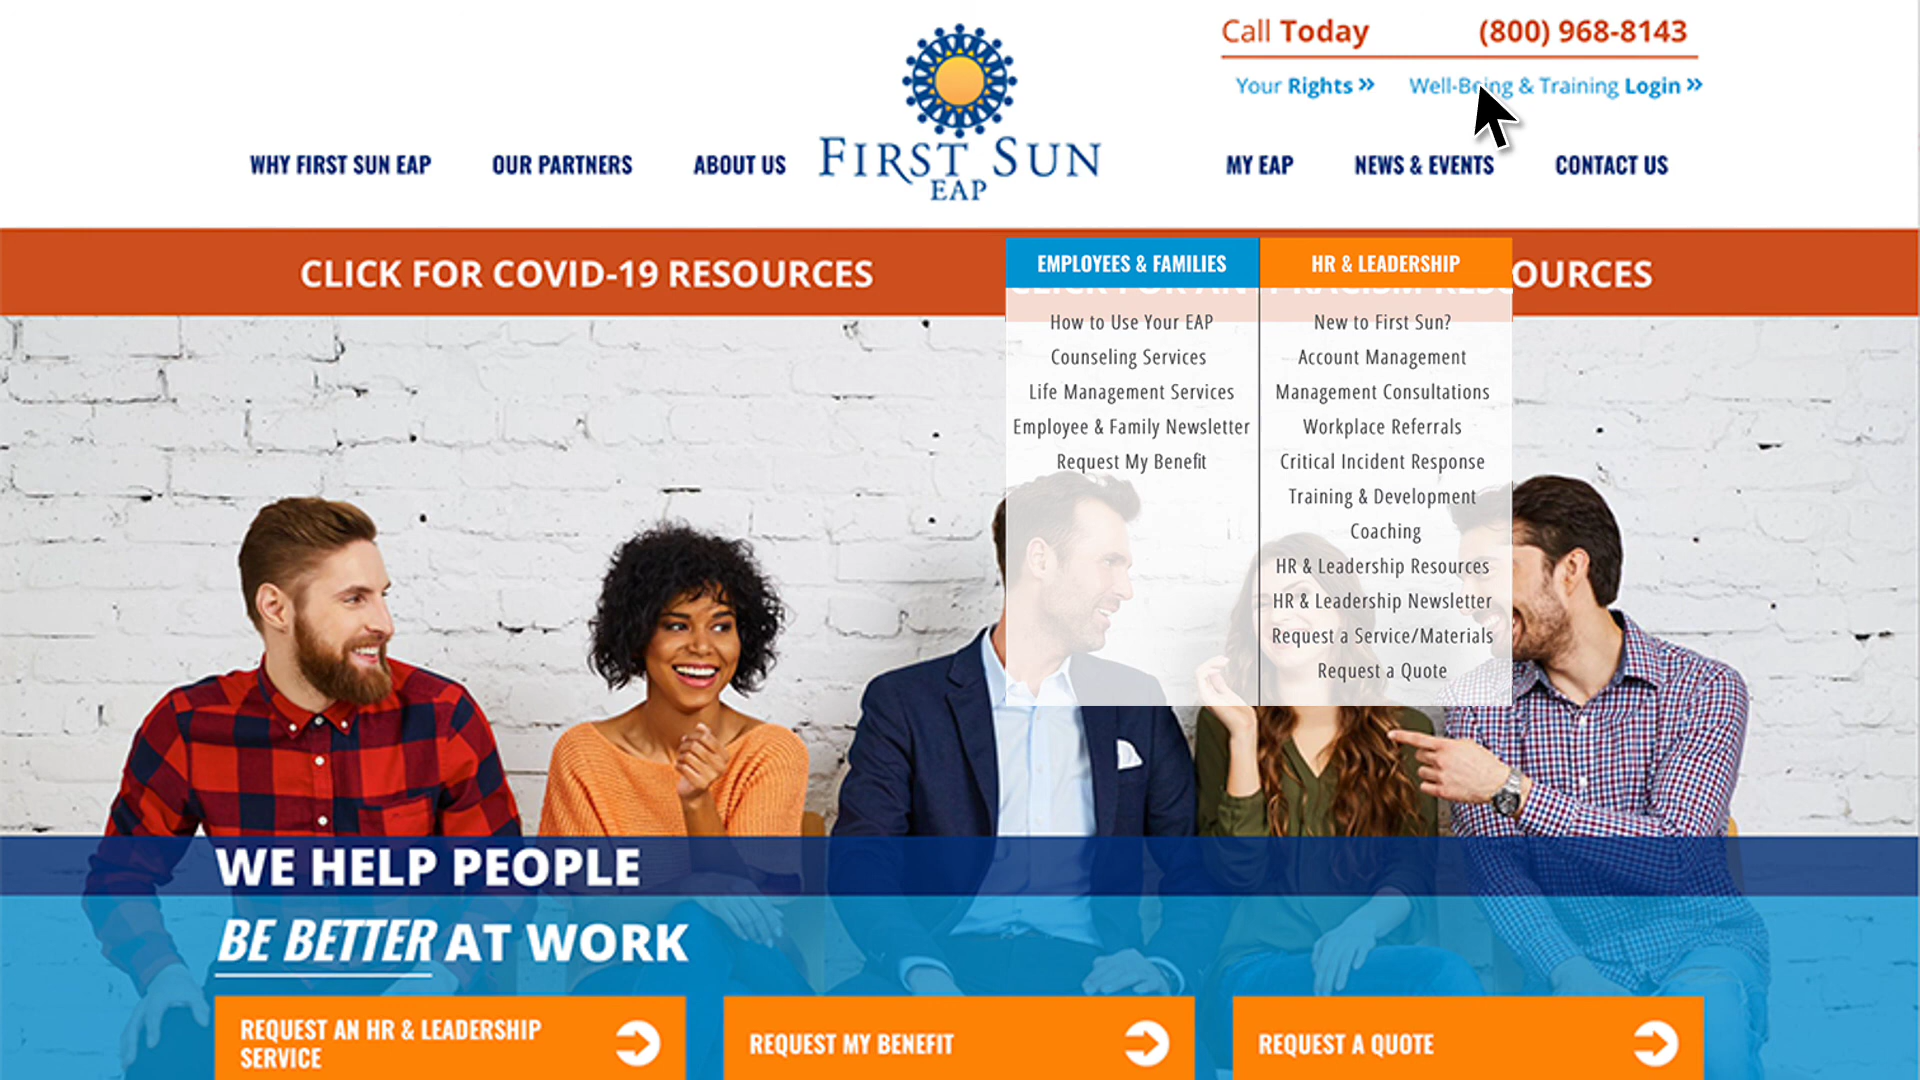 Call Today (800) 968-8143
Your Rights » Well-Being & Training Login »
FIRST SUN
EAP
WHY FIRST SUN EAP OUR PARTNERS ABOUT US MY EAP NEWS & EVENTS CONTACT US
CLICK FOR COVID-19 RESOURCES
OURCES
EMPLOYEES & FAMILIES
How to Use Your EAP
Counseling Services
Life Management Services
Employee & Family Newsletter
Request My Benefit
HR & LEADERSHIP
New to First Sun?
Account Management
Management Consultations
Workplace Referrals
Critical Incident Response
Training & Development
Coaching
HR & Leadership Resources
HR & Leadership Newsletter
Request a Service/Materials
Request a Quote
WE HELP PEOPLE
BE BETTER AT WORK
REQUEST AN HR & LEADERSHIP
SERVICE
REQUEST MY BENEFIT
REQUEST A QUOTE